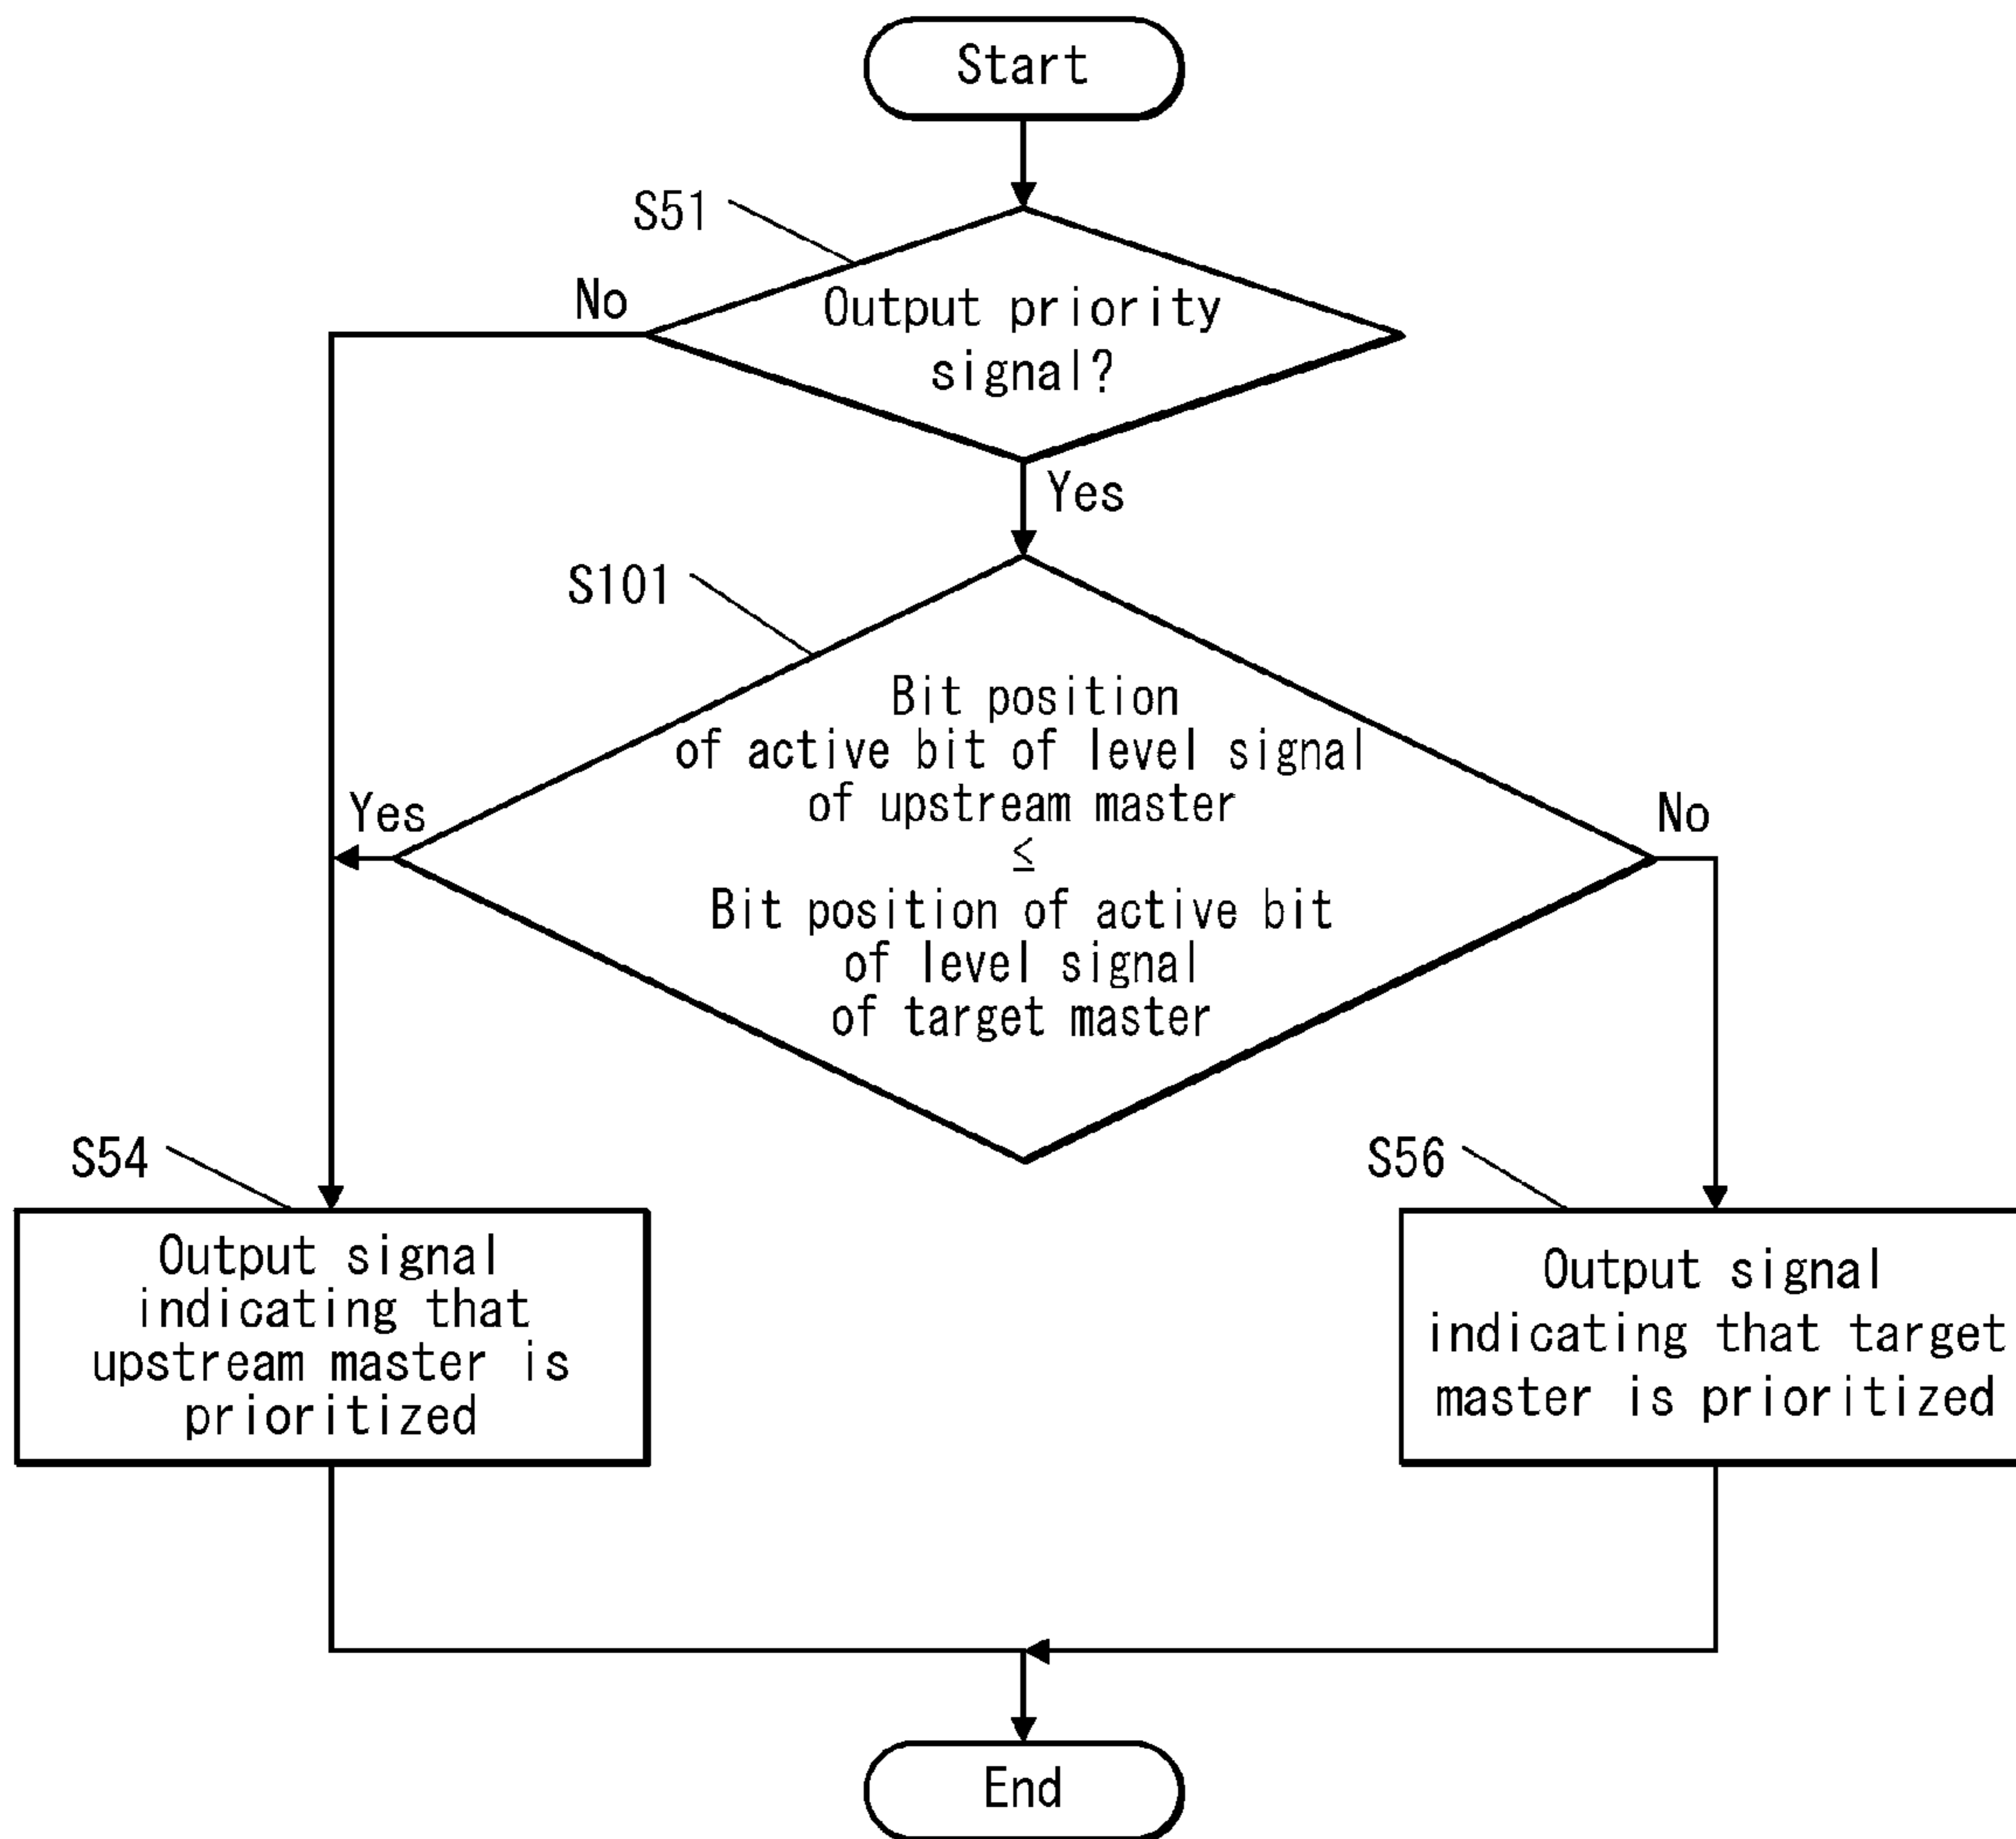 Start
S51
No
Output priority
signal?
Yes
S101
Bit position
of active bit of level signal
of upstream master
≤
Bit position of active bit
of level signal
of target master
Yes
No
S54
Output signal
indicating that
upstream master is
prioritized
S56
Output signal
indicating that target
master is prioritized
End